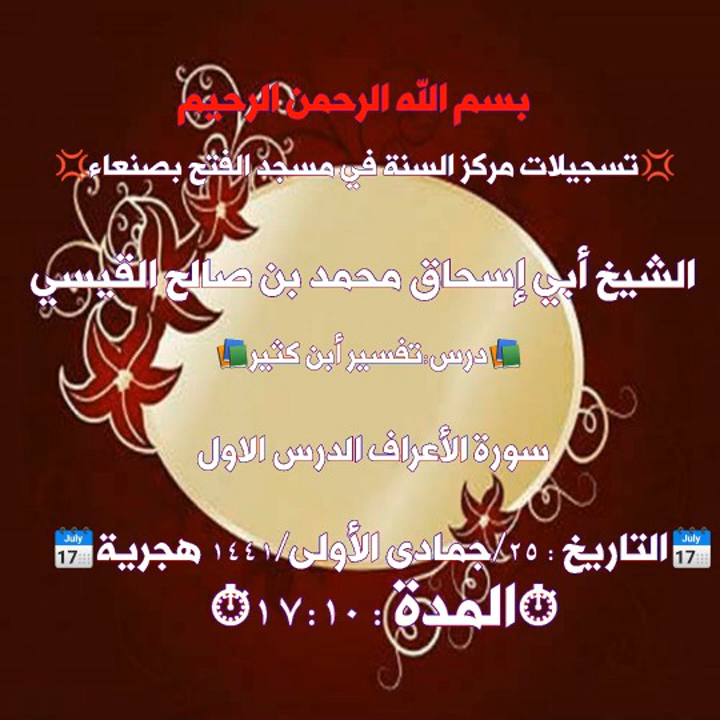 بسم الله الرحمن الرحيم
💢تسجيلات مركز السنة في مسجد الفتح بصنعاء💢
الشيخ أبي إسحاق محمد بن صالح القيسي
📚درس:تفسير أبن كثير📚
سورة الأعراف الدرس الاول
📅التاريخ : ٢٥/جمادى الأولى/١٤٤١ هجرية📅
⏱المدة : ١٧:١٠⏱